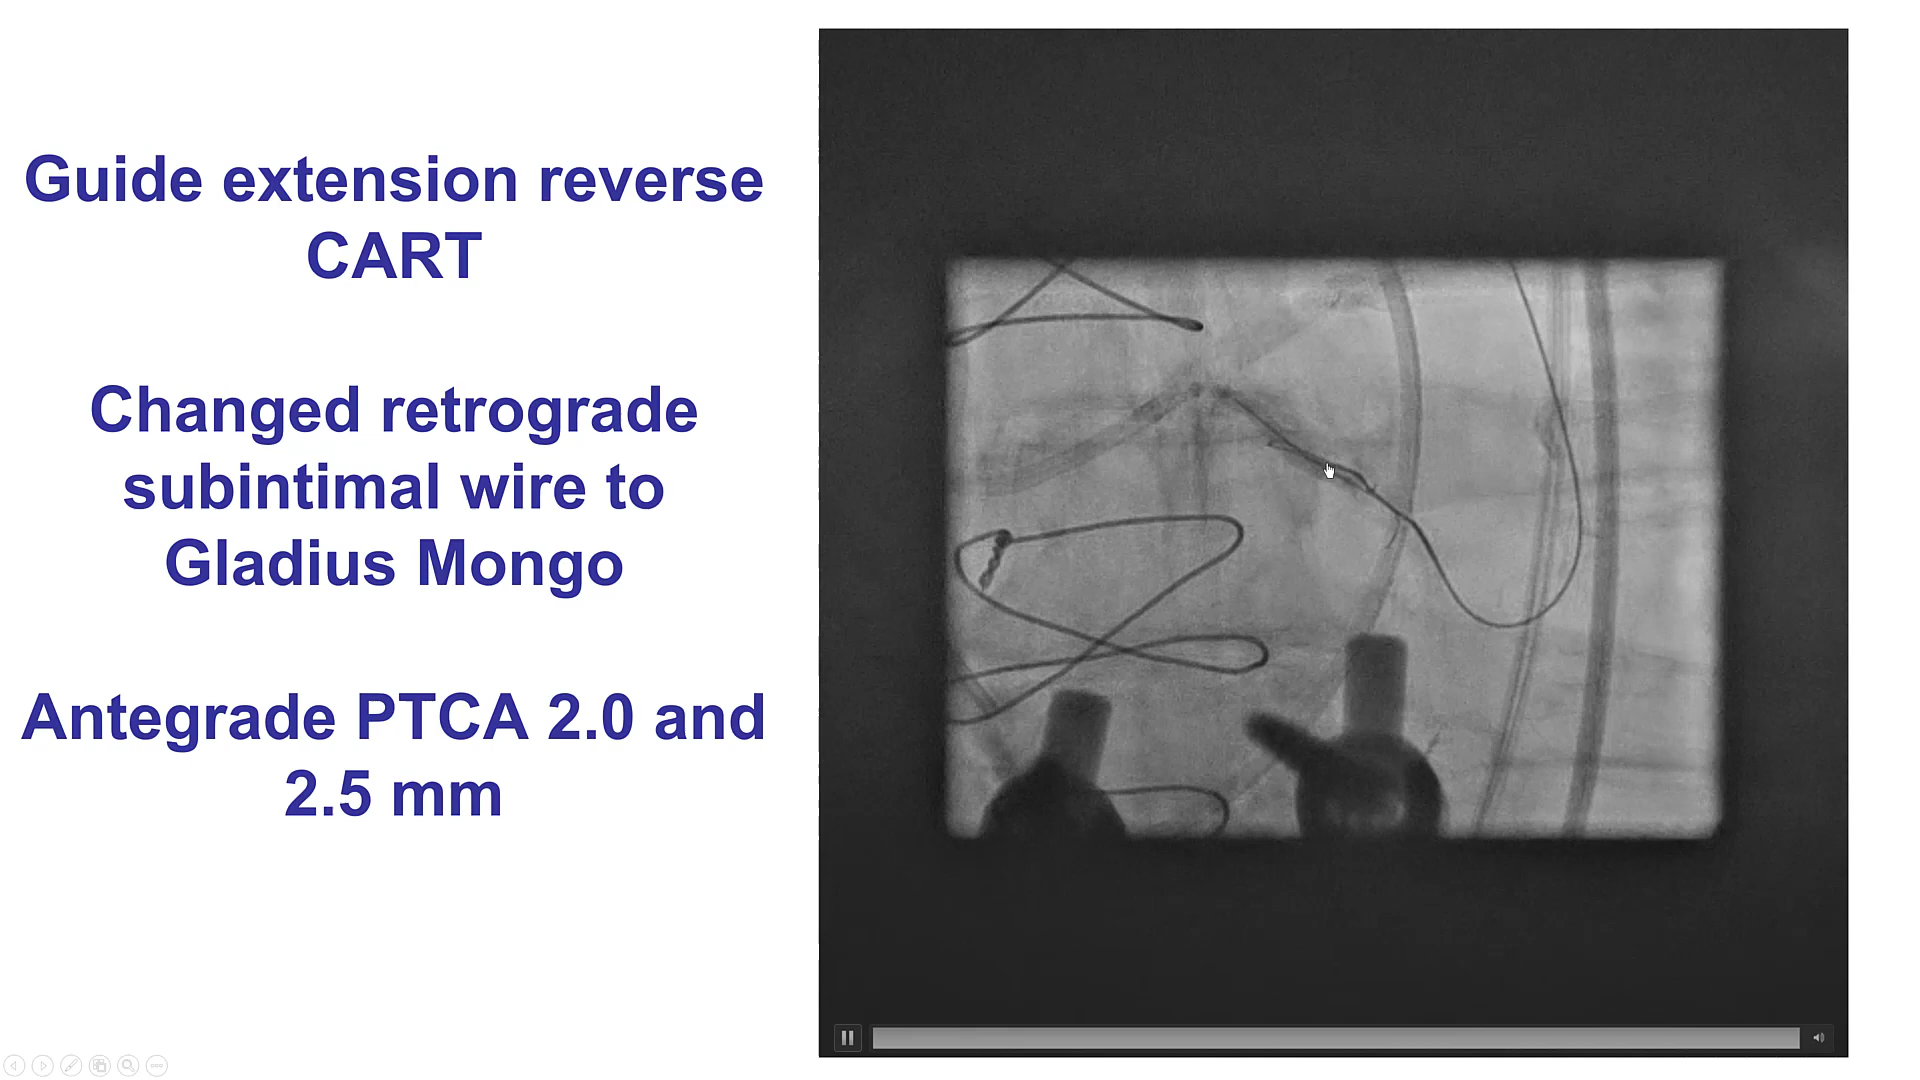 Guide extension reverse
CART
Changed retrograde
subintimal wire to
Gladius Mongo
Antegrade PTCA 2.0 and
2.5 mm